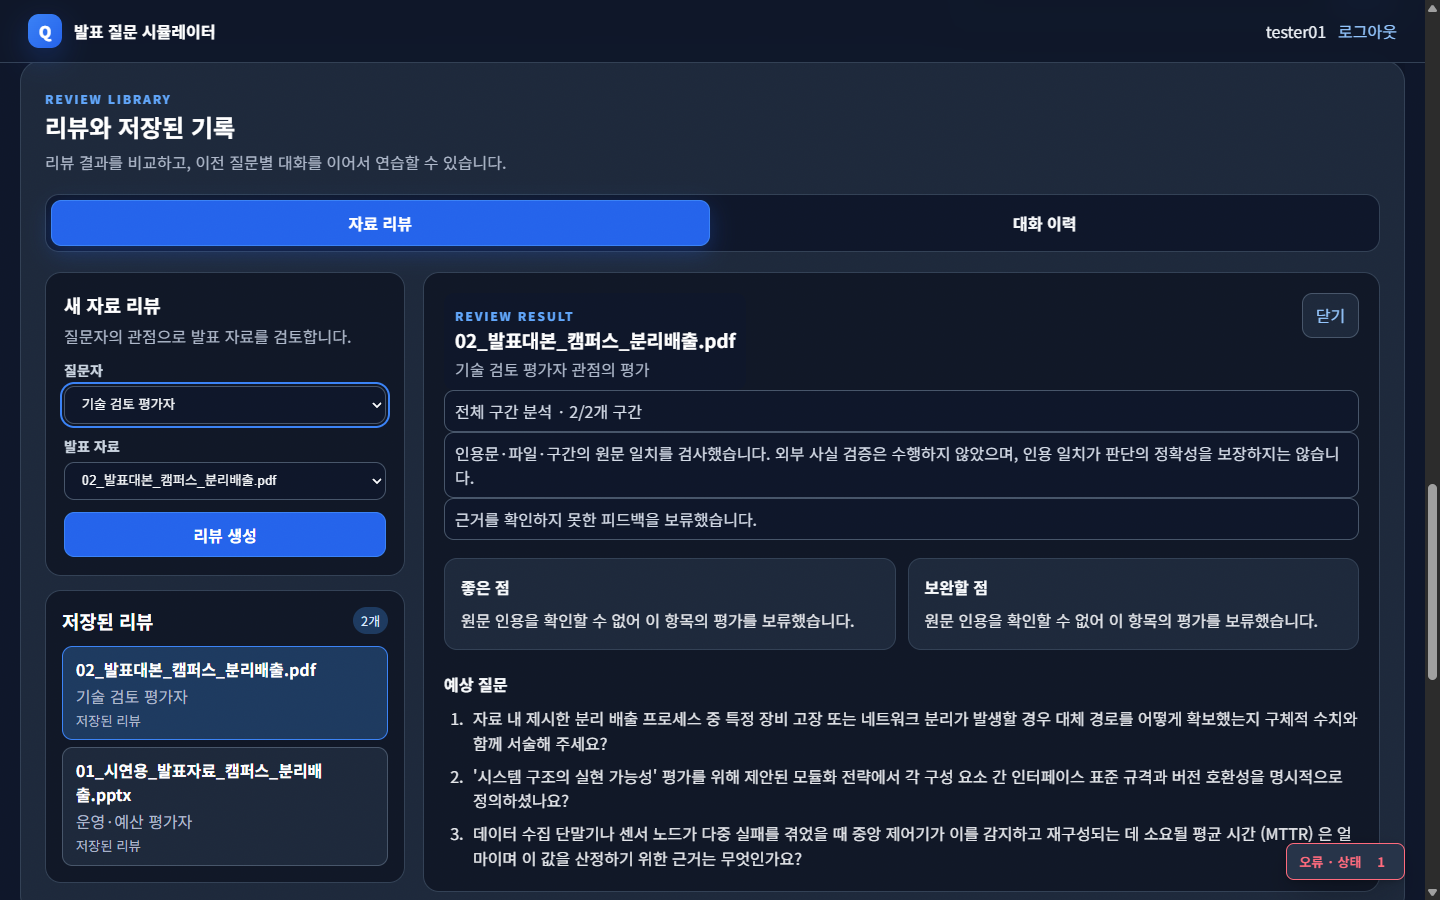 Q 발표 질문 시뮬레이터
tester01 로그아웃
REVIEW LIBRARY
리뷰와 저장된 기록
리뷰 결과를 비교하고, 이전 질문별 대화를 이어서 연습할 수 있습니다.
자료 리뷰
대화 이력
새 자료 리뷰
질문자의 관점으로 발표 자료를 검토합니다.
질문자
기술 검토 평가자
발표 자료
02_발표대본_캠퍼스_분리배출.pdf
리뷰 생성
저장된 리뷰
2개
02_발표대본_캠퍼스_분리배출.pdf
기술 검토 평가자
저장된 리뷰
01_시연용_발표자료_캠퍼스_분리배
출.pptx
운영·예산 평가자
저장된 리뷰
REVIEW RESULT
02_발표대본_캠퍼스_분리배출.pdf
기술 검토 평가자 관점의 평가
닫기
전체 구간 분석 · 2/2개 구간
인용문·파일·구간의 원문 일치를 검사했습니다. 외부 사실 검증은 수행하지 않았으며, 인용 일치가 판단의 정확성을 보장하지는 않습니
다.
근거를 확인하지 못한 피드백을 보류했습니다.
좋은 점
원문 인용을 확인할 수 없어 이 항목의 평가를 보류했습니다.
보완할 점
원문 인용을 확인할 수 없어 이 항목의 평가를 보류했습니다.
예상 질문
1. 자료 내 제시한 분리 배출 프로세스 중 특정 장비 고장 또는 네트워크 분리가 발생할 경우 대체 경로를 어떻게 확보했는지 구체적 수치와
함께 서술해 주세요?
2. '시스템 구조의 실현 가능성' 평가를 위해 제안된 모듈화 전략에서 각 구성 요소 간 인터페이스 표준 규격과 버전 호환성을 명시적으로
정의하셨나요?
3. 데이터 수집 단말기나 센서 노드가 다중 실패를 겪었을 때 중앙 제어기가 이를 감지하고 재구성되는 데 소요될 평균 시간 (MTTR) 은 얼
마이며 이 값을 산정하기 위한 근거는 무엇인가요?
오류 · 상태 1